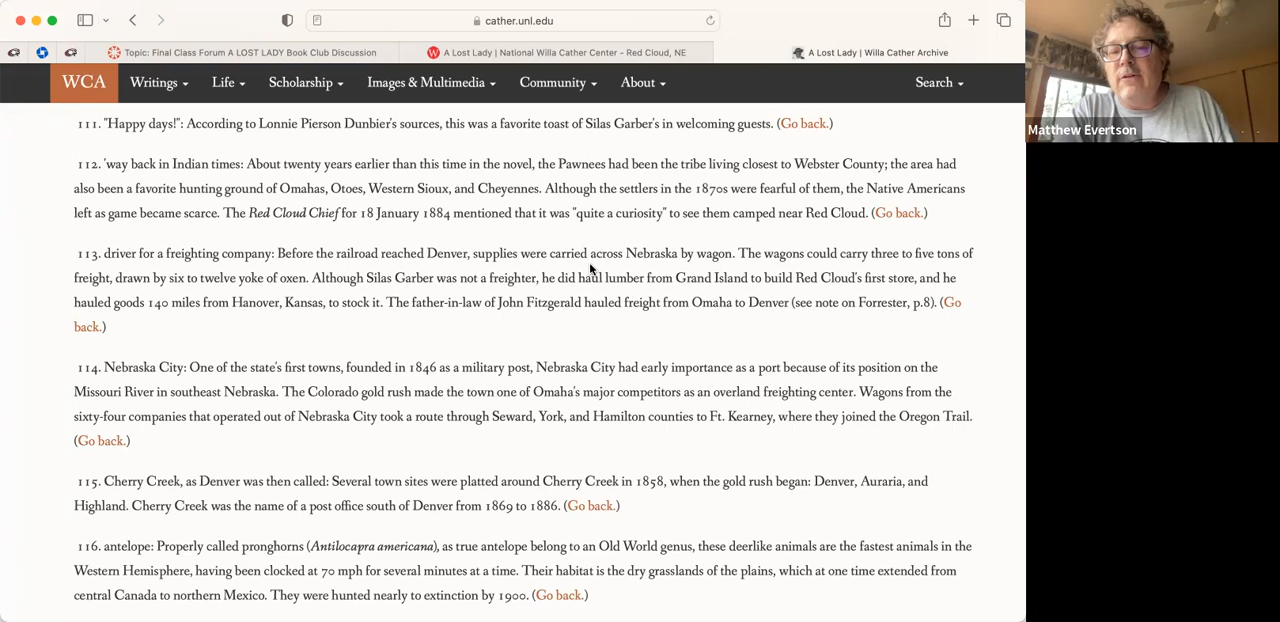 cather.unl.edu
Topic: Final Class Forum A LOST LADY Book Club Discussion
A Lost Lady | National Willa Cather Center - Red Cloud, NE
A Lost Lady | Willa Cather Archive
WCA Writings Life Scholarship Images & Multimedia Community About Search
111. "Happy days!": According to Lonnie Pierson Dunbier's sources, this was a favorite toast of Silas Garber's in welcoming guests. (Go back.)
112. 'way back in Indian times: About twenty years earlier than this time in the novel, the Pawnees had been the tribe living closest to Webster County; the area had
also been a favorite hunting ground of Omahas, Otoes, Western Sioux, and Cheyennes. Although the settlers in the 1870s were fearful of them, the Native Americans
left as game became scarce. The Red Cloud Chief for 18 January 1884 mentioned that it was "quite a curiosity" to see them camped near Red Cloud. (Go back.)
113. driver for a freighting company: Before the railroad reached Denver, supplies were carried across Nebraska by wagon. The wagons could carry three to five tons of
freight, drawn by six to twelve yoke of oxen. Although Silas Garber was not a freighter, he did haul lumber from Grand Island to build Red Cloud's first store, and he
hauled goods 140 miles from Hanover, Kansas, to stock it. The father-in-law of John Fitzgerald hauled freight from Omaha to Denver (see note on Forrester, p.8). (Go
back.)
114. Nebraska City: One of the state's first towns, founded in 1846 as a military post, Nebraska City had early importance as a port because of its position on the
Missouri River in southeast Nebraska. The Colorado gold rush made the town one of Omaha's major competitors as an overland freighting center. Wagons from the
sixty-four companies that operated out of Nebraska City took a route through Seward, York, and Hamilton counties to Ft. Kearney, where they joined the Oregon Trail.
(Go back.)
115. Cherry Creek, as Denver was then called: Several town sites were platted around Cherry Creek in 1858, when the gold rush began: Denver, Auraria, and
Highland. Cherry Creek was the name of a post office south of Denver from 1869 to 1886. (Go back.)
116. antelope: Properly called pronghorns (Antilocapra americana), as true antelope belong to an Old World genus, these deerlike animals are the fastest animals in the
Western Hemisphere, having been clocked at 70 mph for several minutes at a time. Their habitat is the dry grasslands of the plains, which at one time extended from
central Canada to northern Mexico. They were hunted nearly to extinction by 1900. (Go back.)
Matthew Evertson